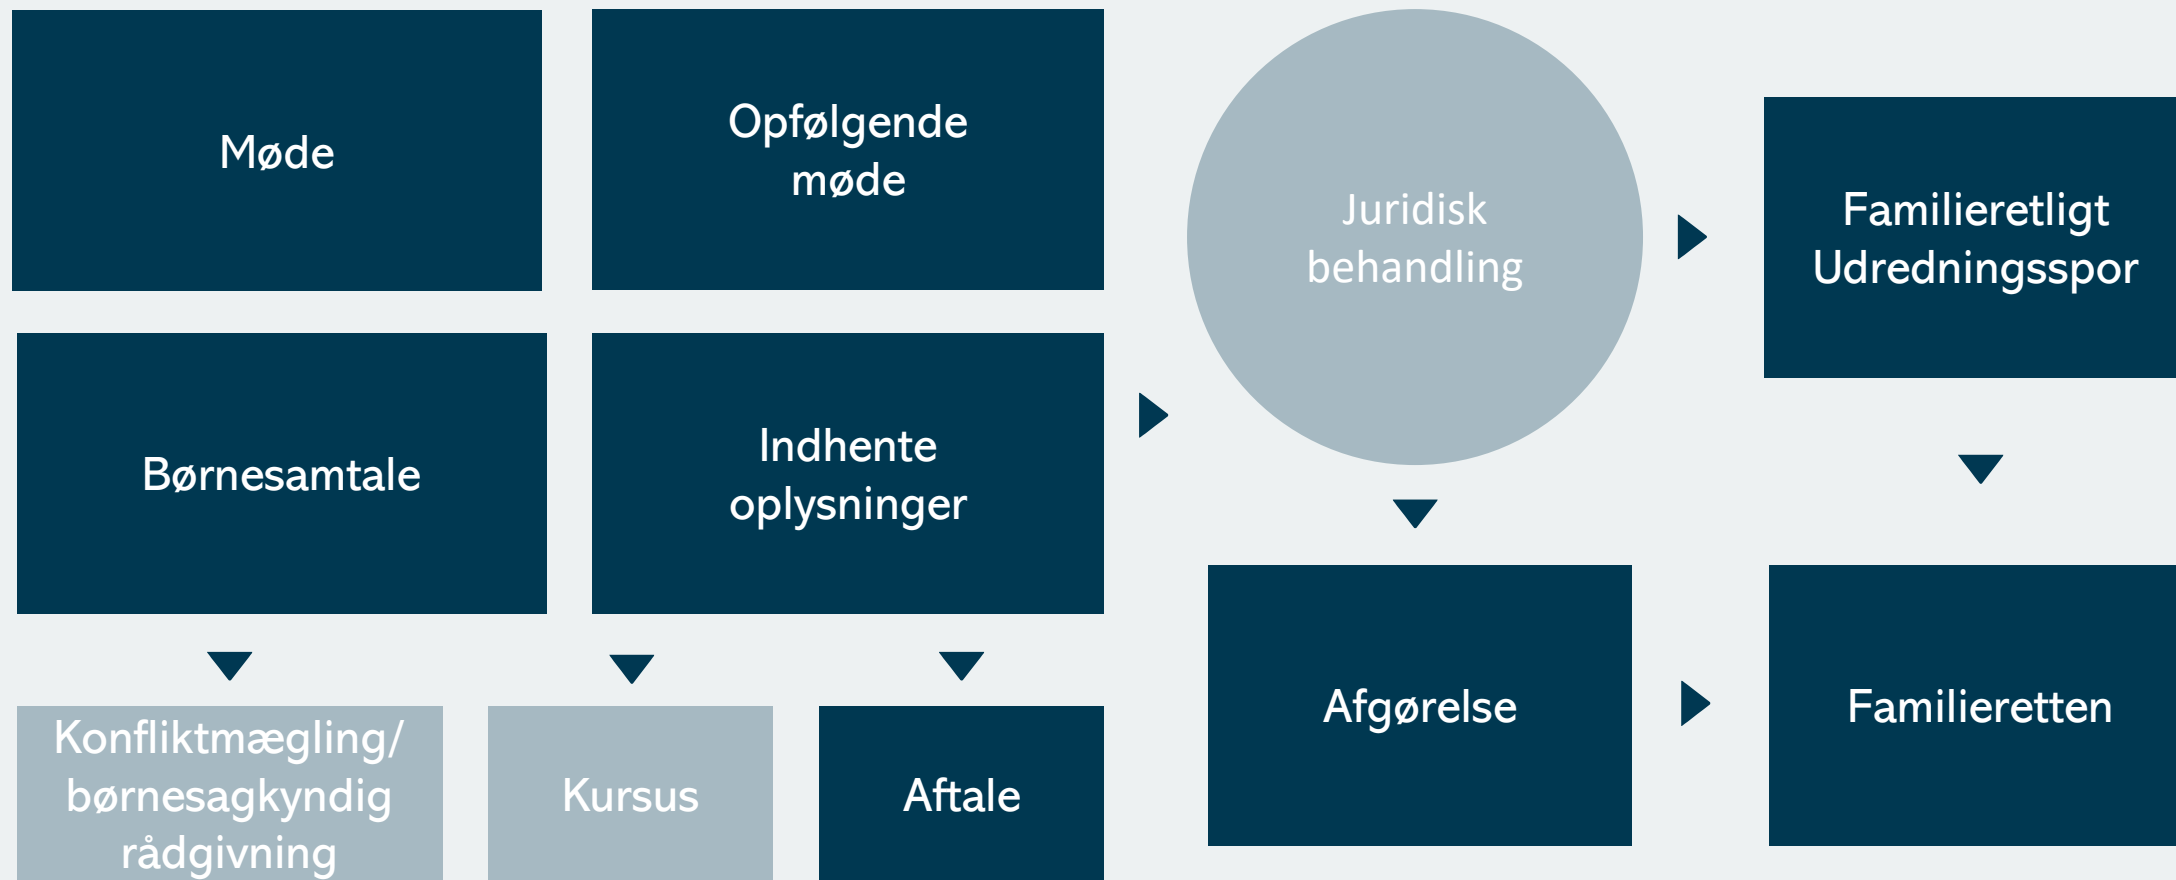 Møde
Opfølgende
møde
Juridisk
behandling
Familieretligt
Udredningsspor
Børnesamtale
Indhente
oplysninger
Konfliktmægling/
børnesagkyndig
rådgivning
Kursus
Aftale
Afgørelse
Familieretten